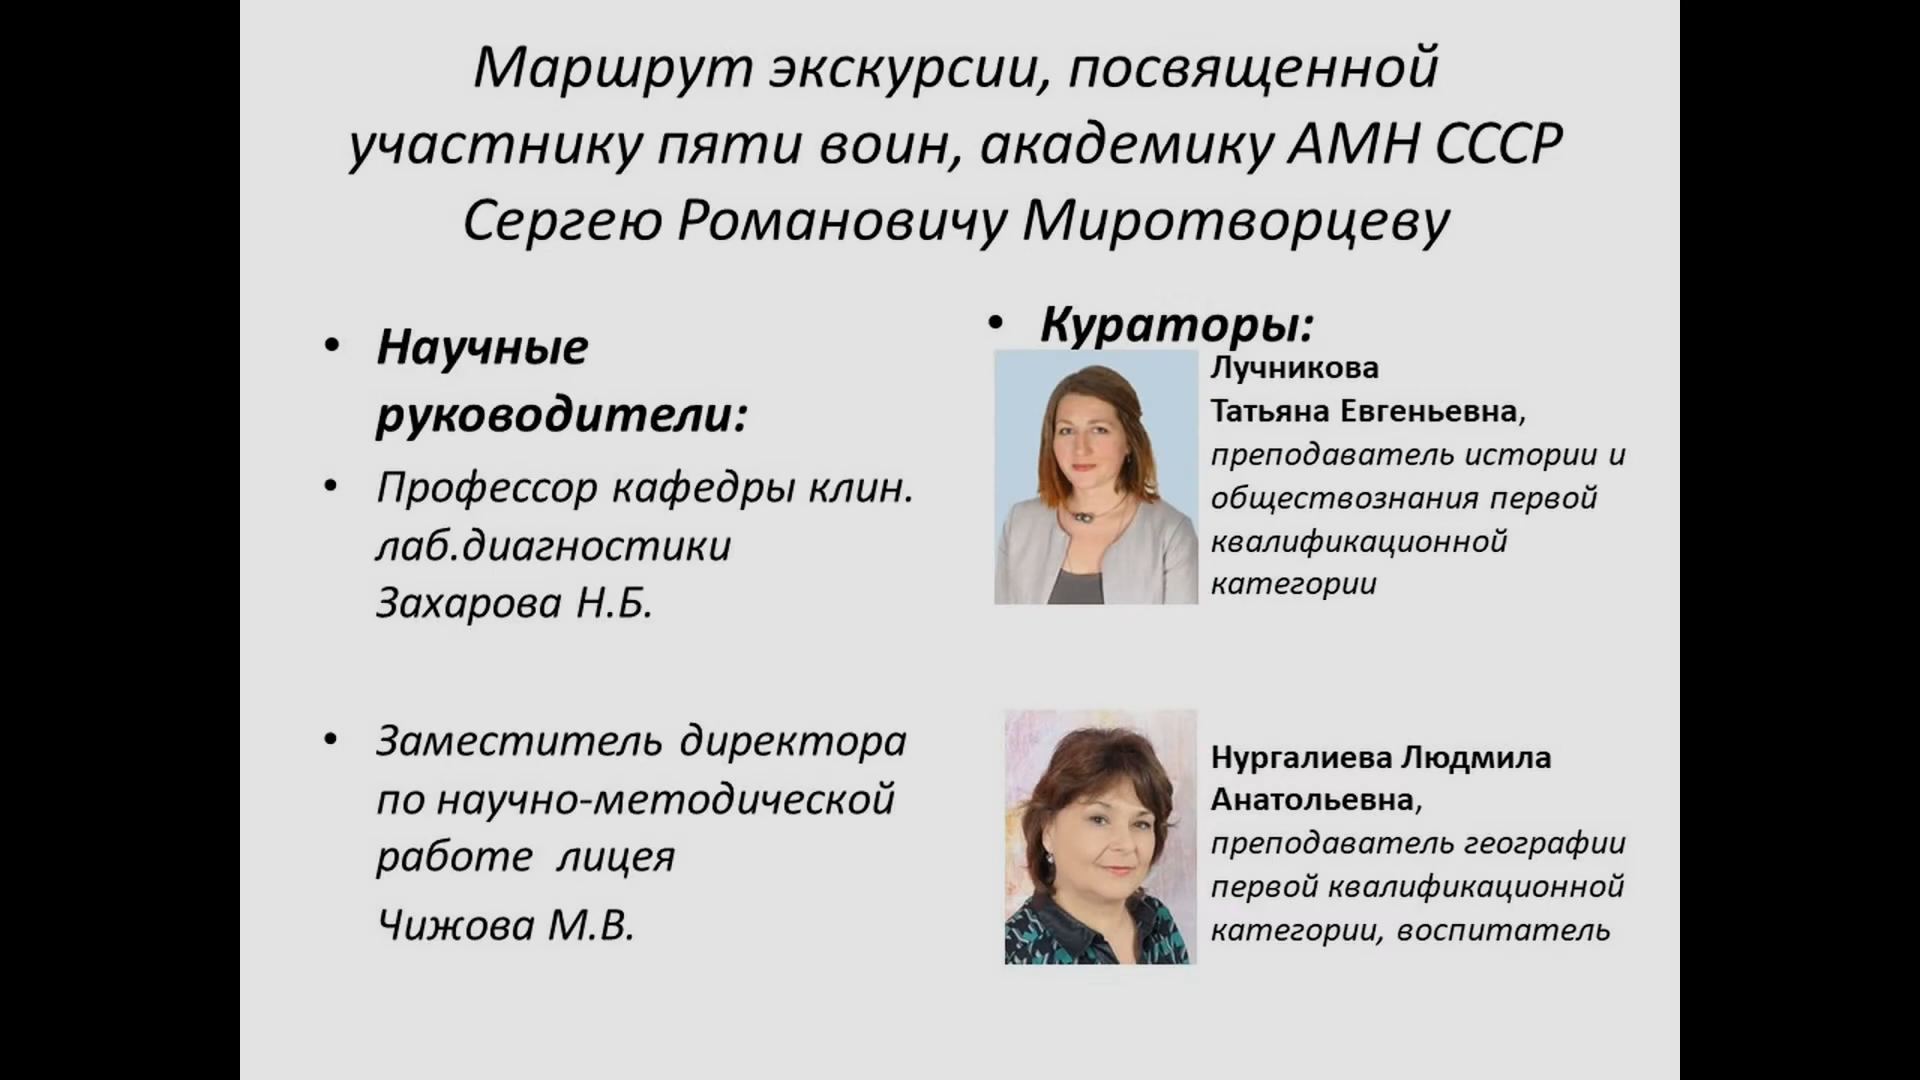 Маршрут экскурсии, посвященной
участнику пяти воин, академику АМН СССР
Сергею Романовичу Миротворцеву
• Научные
руководители:
• Профессор кафедры клин.
лаб.диагностики
Захарова Н.Б.
• Заместитель директора
по научно-методической
работе лицея
Чижова М.В.
• Кураторы:
Лучникова
Татьяна Евгеньевна,
преподаватель истории и
обществознания первой
квалификационной
категории
Нургалиева Людмила
Анатольевна,
преподаватель географии
первой квалификационной
категории, воспитатель